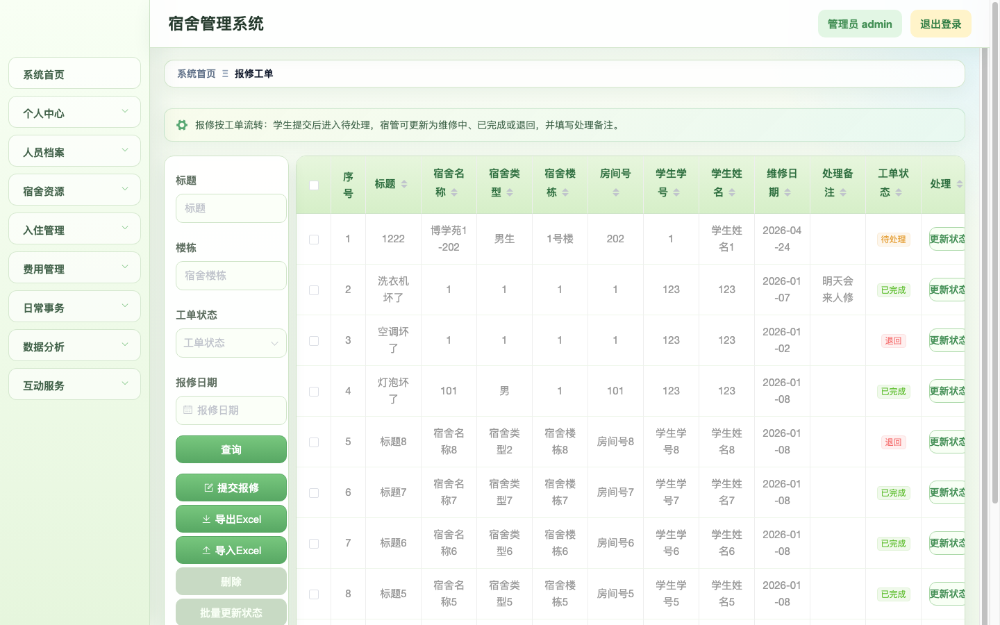 宿舍管理系统
管理员 admin
退出登录
系统首页
个人中心
人员档案
宿舍资源
入住管理
费用管理
日常事务
数据分析
互动服务
系统首页 报修工单
报修按工单流转：学生提交后进入待处理，宿管可更新为维修中、已完成或退回，并填写处理备注。
标题
标题
楼栋
宿舍楼栋
工单状态
工单状态
报修日期
报修日期
查询
提交报修
导出Excel
导入Excel
删除
批量更新状态
序号 标题 宿舍名称 宿舍类型 宿舍楼栋 房间号 学生学号 学生姓名 维修日期 处理备注 工单状态 处理
1 1222 博学苑1-202 男生 1号楼 202 1 学生姓名1 2026-04-24 待处理 更新状态
2 洗衣机坏了 1 1 1 1 123 123 2026-01-07 明天会来人修 已完成 更新状态
3 空调坏了 1 1 1 1 123 123 2026-01-02 退回 更新状态
4 灯泡坏了 101 男 1 101 123 123 2026-01-08 已完成 更新状态
5 标题8 宿舍名称8 宿舍类型2 宿舍楼栋8 房间号8 学生学号8 学生姓名8 2026-01-08 退回 更新状态
6 标题7 宿舍名称7 宿舍类型7 宿舍楼栋7 房间号7 学生学号7 学生姓名7 2026-01-08 已完成 更新状态
7 标题6 宿舍名称6 宿舍类型6 宿舍楼栋6 房间号6 学生学号6 学生姓名6 2026-01-08 已完成 更新状态
8 标题5 宿舍名称5 宿舍类型5 宿舍楼栋5 房间号5 学生学号5 学生姓名5 2026-01-08 已完成 更新状态